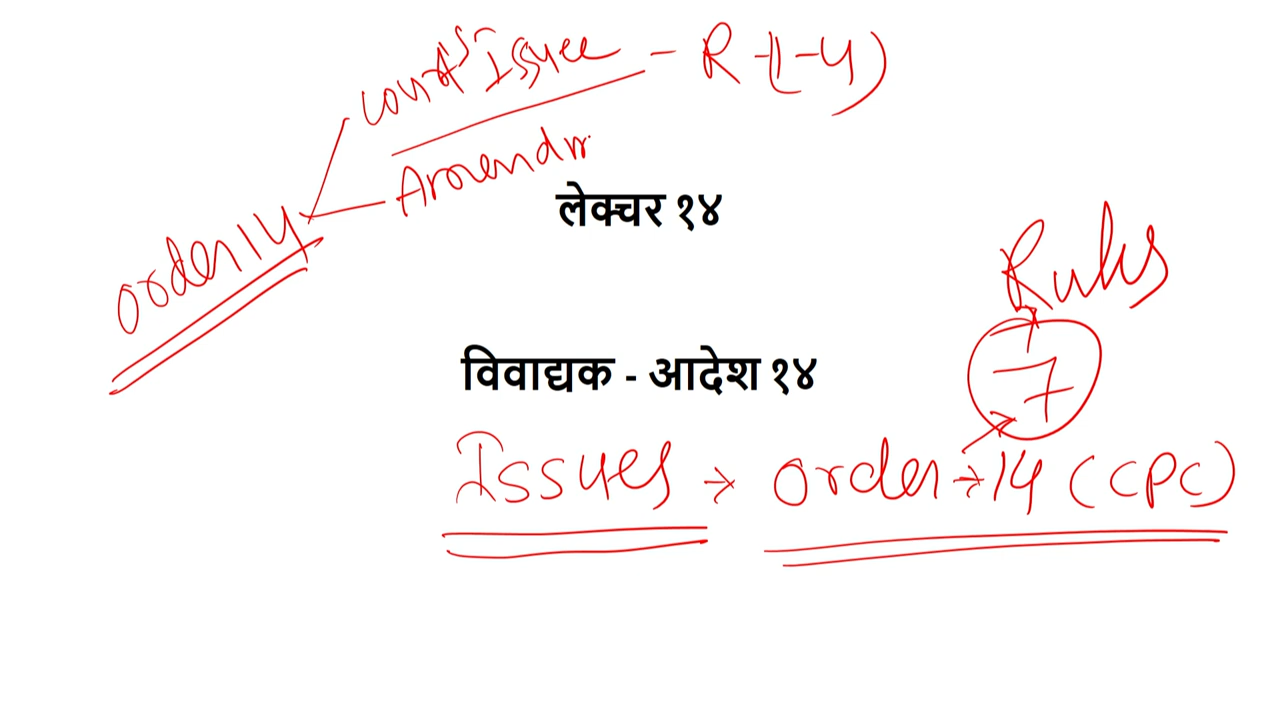 Court's Issue - R-(1-4)
Amendm
order 14
लेक्चर १४
Rules
7
विवाद्यक - आदेश १४
Issues → order → 14 (CPC)